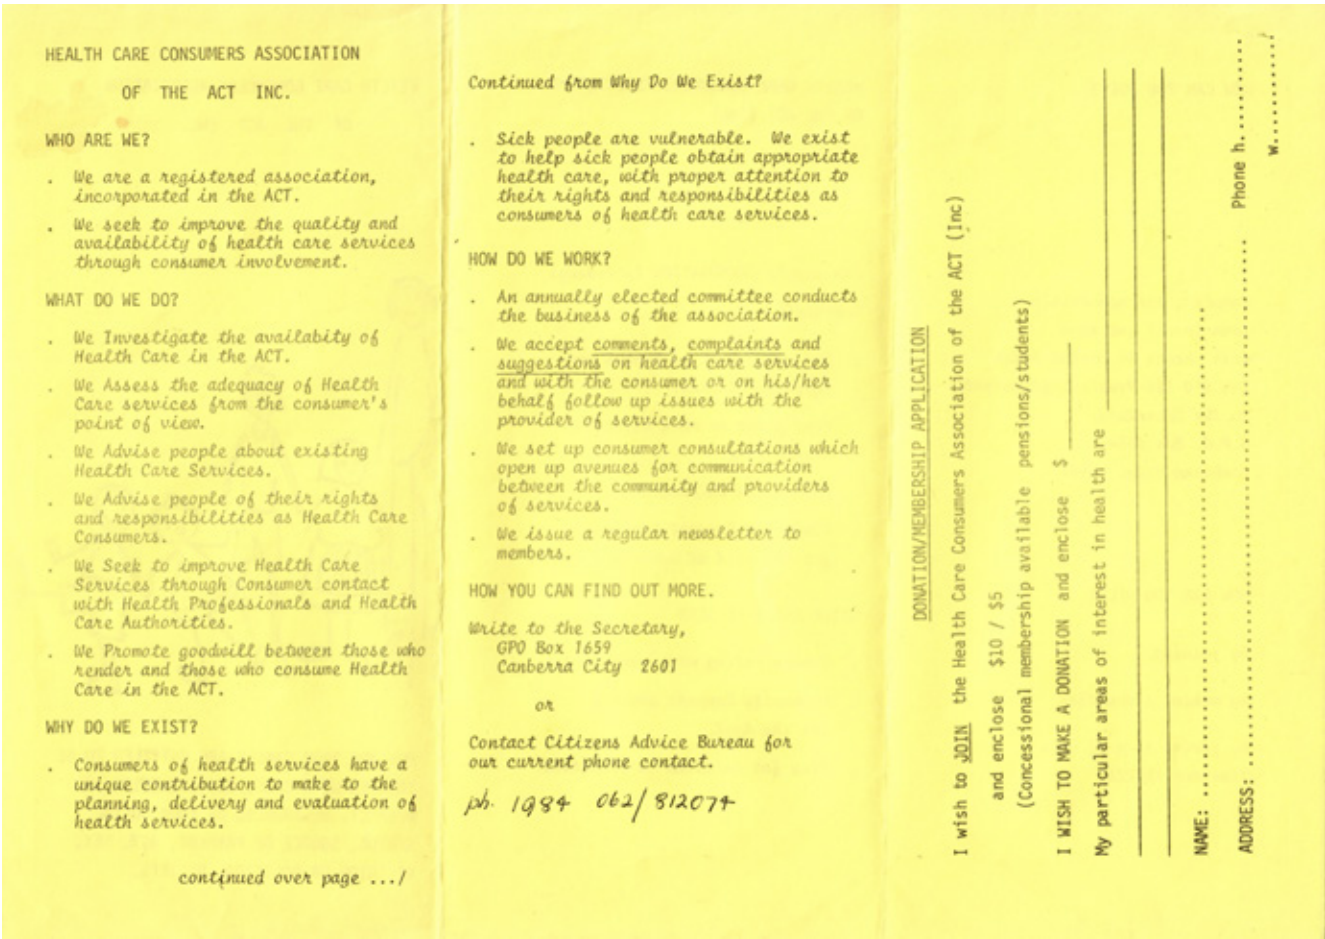 HEALTH CARE CONSUMERS ASSOCIATION
OF THE ACT INC.
WHO ARE WE?
. We are a registered association,
incorporated in the ACT.
. We seek to improve the quality and
availability of health care services
through consumer involvement.
WHAT DO WE DO?
. We Investigate the availabity of
Health Care in the ACT.
. We Assess the adequacy of Health
Care services from the consumer's
point of view.
. We Advise people about existing
Health Care Services.
. We Advise people of their rights
and responsibilities as Health Care
Consumers.
. We Seek to improve Health Care
Services through Consumer contact
with Health Professionals and Health
Care Authorities.
. We Promote goodwill between those who
render and those who consume Health
Care in the ACT.
WHY DO WE EXIST?
. Consumers of health services have a
unique contribution to make to the
planning, delivery and evaluation of
health services.
continued over page .../
Continued from Why Do We Exist?
. Sick people are vulnerable. We exist
to help sick people obtain appropriate
health care, with proper attention to
their rights and responsibilities as
consumers of health care services.
HOW DO WE WORK?
. An annually elected committee conducts
the business of the association.
. We accept comments, complaints and
suggestions on health care services
and with the consumer or on his/her
behalf follow up issues with the
provider of services.
. We set up consumer consultations which
open up avenues for communication
between the community and providers
of services.
. We issue a regular newsletter to
members.
HOW YOU CAN FIND OUT MORE.
Write to the Secretary,
GPO Box 1659
Canberra City 2601
or
Contact Citizens Advice Bureau for
our current phone contact.
ph. 1984 062/812074
DONATION/MEMBERSHIP APPLICATION
I wish to JOIN the Health Care Consumers Association of the ACT (Inc)
and enclose $10 / $5
(Concessional membership available pensions/students)
I WISH TO MAKE A DONATION and enclose $ ________
My particular areas of interest in health are ________
NAME: ........
ADDRESS: ........ Phone h. ........
W........